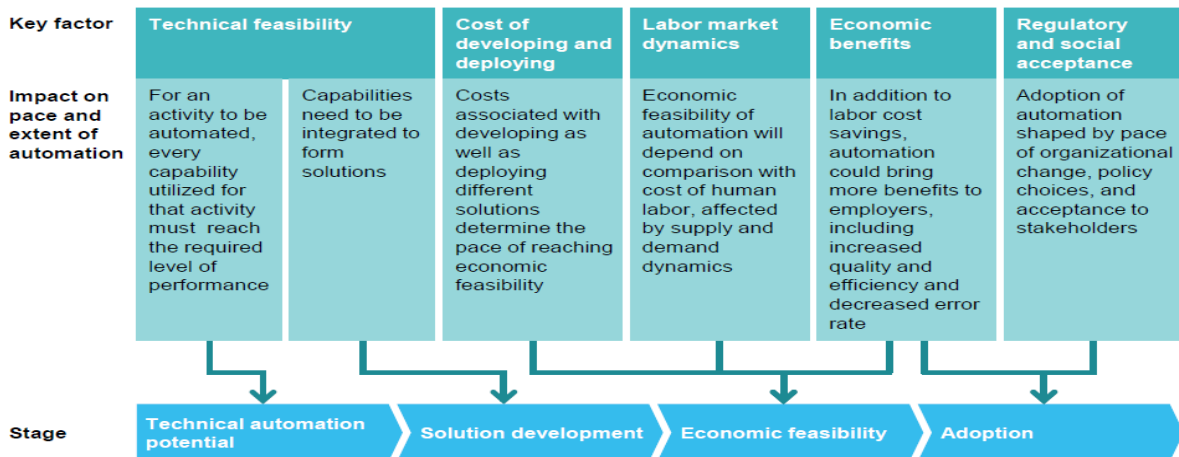 Key factor
Technical feasibility
Cost of
developing and
deploying
Labor market
dynamics
Economic
benefits
Regulatory
and social
acceptance
Impact on
pace and
extent of
automation
For an
activity to be
automated,
every
capability
utilized for
that activity
must reach
the required
level of
performance
Capabilities
need to be
integrated to
form
solutions
Costs
associated with
developing as
well as
deploying
different
solutions
determine the
pace of reaching
economic
feasibility
Economic
feasibility of
automation will
depend on
comparison with
cost of human
labor, affected
by supply and
demand
dynamics
In addition to
labor cost
savings,
automation
could bring
more benefits to
employers,
including
increased
quality and
efficiency and
decreased error
rate
Adoption of
automation
shaped by pace
of organizational
change, policy
choices, and
acceptance to
stakeholders
Stage
Technical automation
potential
Solution development
Economic feasibility
Adoption